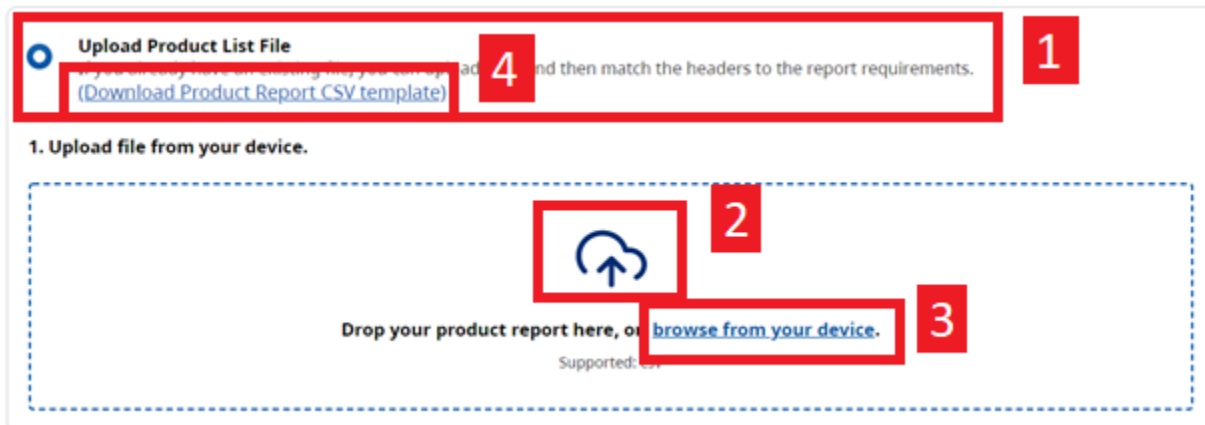 Upload Product List File
1
4
nd then match the headers to the report requirements.
(Download Product Report CSV template)
1. Upload file from your device.
2
Drop your product report here, or browse from your device.
3
Supported: